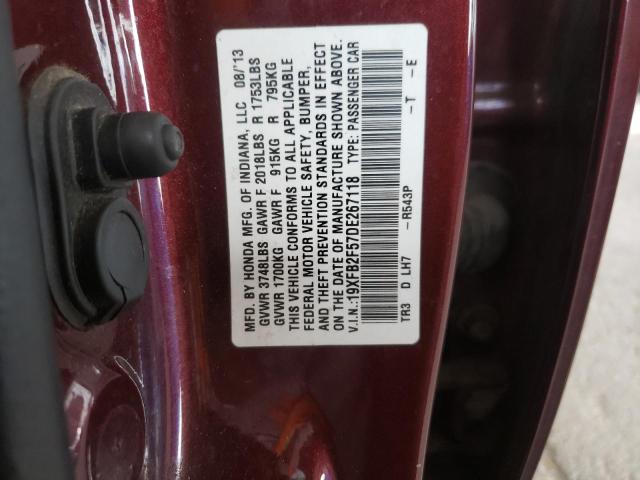 MFD. BY HONDA MFG. OF INDIANA, LLC 08/'13
GVWR 3748LBS GAWR F 2018LBS R 1753LBS
GVWR 1700KG GAWR F 915KG R 795KG
THIS VEHICLE CONFORMS TO ALL APPLICABLE
FEDERAL MOTOR VEHICLE SAFETY, BUMPER,
AND THEFT PREVENTION STANDARDS IN EFFECT
ON THE DATE OF MANUFACTURE SHOWN ABOVE.
V.I.N.:19XFB2F57DE267118 TYPE: PASSENGER CAR
TR3 D LH7 -R543P -T -E